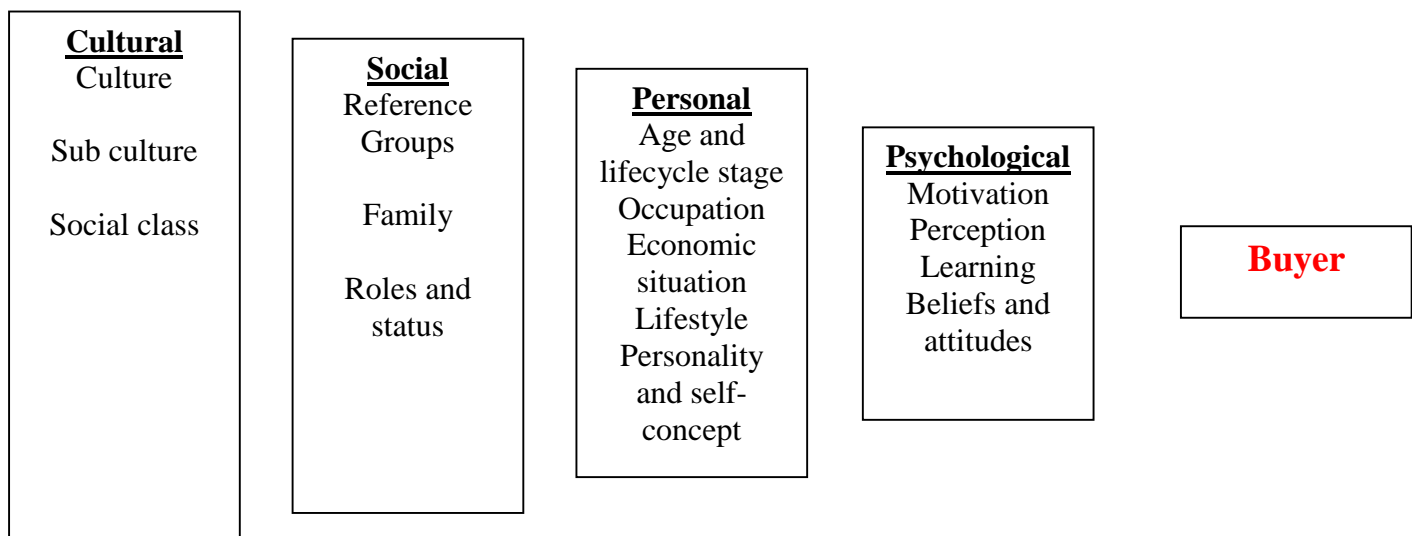 Cultural
Culture
Sub culture
Social class
Social
Reference
Groups
Family
Roles and
status
Personal
Age and
lifecycle stage
Occupation
Economic
situation
Lifestyle
Personality
and self-
concept
Psychological
Motivation
Perception
Learning
Beliefs and
attitudes
Buyer